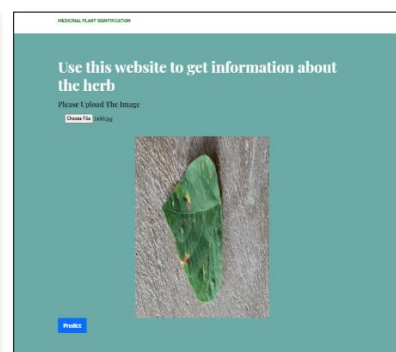 MEDICINAL PLANT IDENTIFICATION
Use this website to get information about
the herb
Please Upload The Image
Choose File
Predict